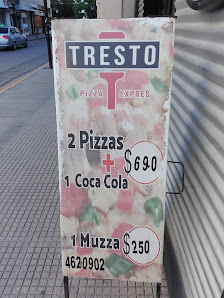 TRESTO
PIZZA EXPRES
2 Pizzas
+ $690
1 Coca Cola
1 Muzza $250
4620902